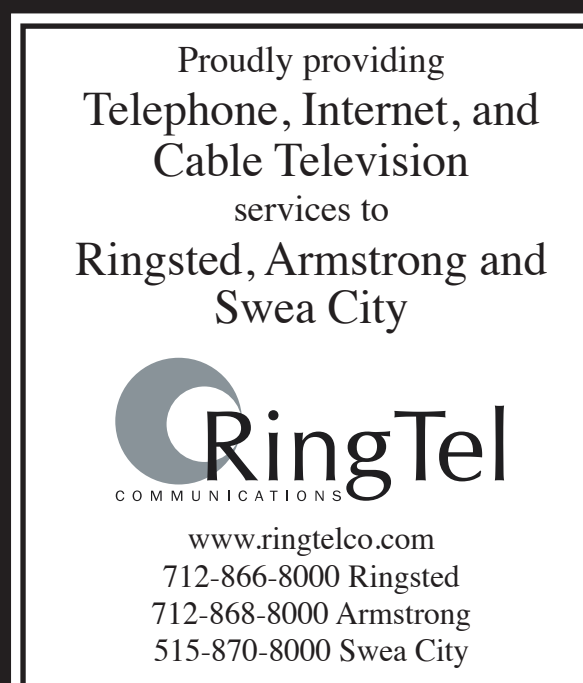 Proudly providing
Telephone, Internet, and
Cable Television
services to
Ringsted, Armstrong and
Swea City
RingTel
COMMUNICATIONS
www.ringtelco.com
712-866-8000 Ringsted
712-868-8000 Armstrong
515-870-8000 Swea City